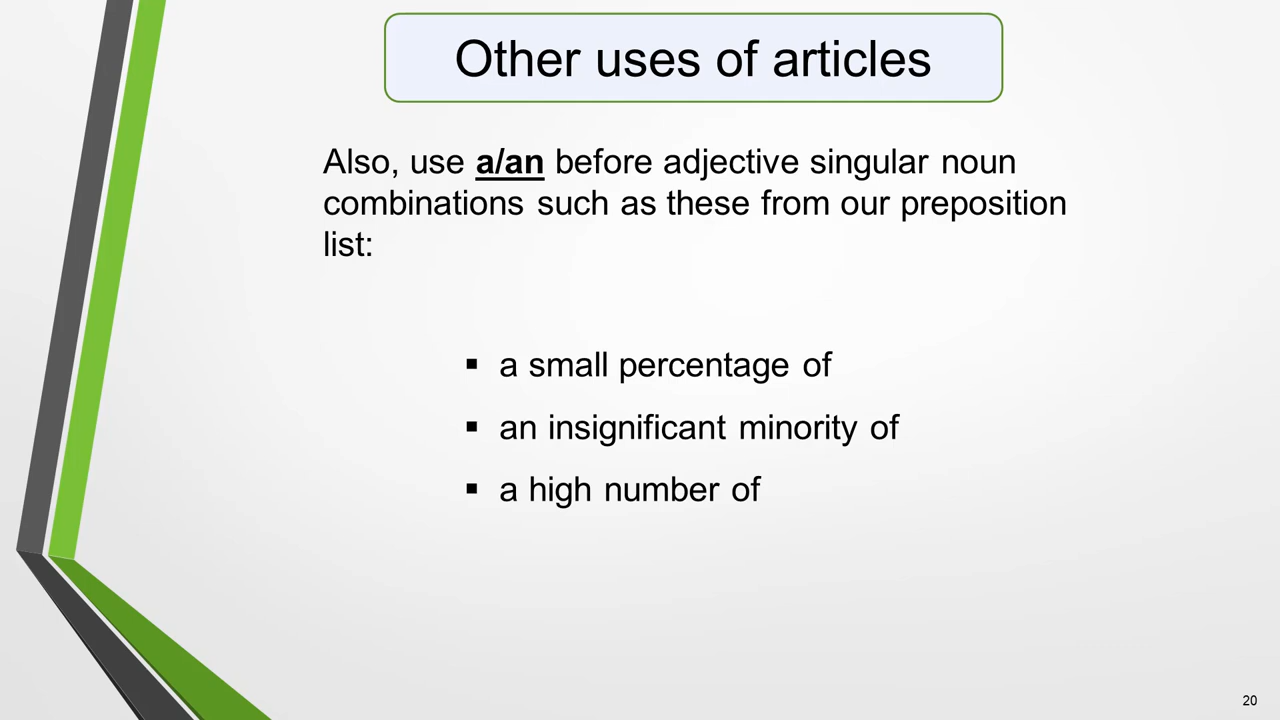 Other uses of articles
Also, use a/an before adjective singular noun
combinations such as these from our preposition
list:
▪ a small percentage of
▪ an insignificant minority of
▪ a high number of
20